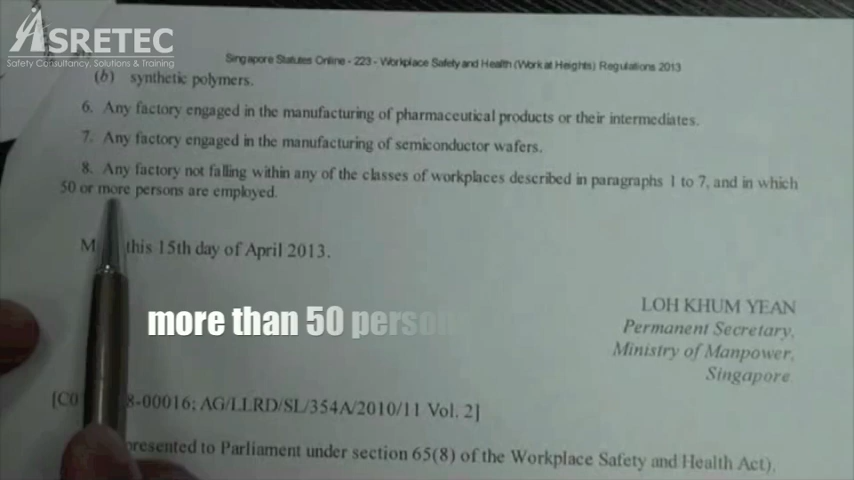 ASRETEC
Safety Consultancy, Solutions & Training
Singapore Statutes Online - 223 - Workplace Safety and Health (Work at Heights) Regulations 2013
(b) synthetic polymers.
6. Any factory engaged in the manufacturing of pharmaceutical products or their intermediates.
7. Any factory engaged in the manufacturing of semiconductor wafers.
8. Any factory not falling within any of the classes of workplaces described in paragraphs 1 to 7, and in which
50 or more persons are employed.
this 15th day of April 2013.
more than 50 person
LOH KHUM YEAN
Permanent Secretary,
Ministry of Manpower,
Singapore
[C0 8-00016; AG/LLRD/SL/354A/2010/11 Vol. 2]
presented to Parliament under section 65(8) of the Workplace Safety and Health Act).